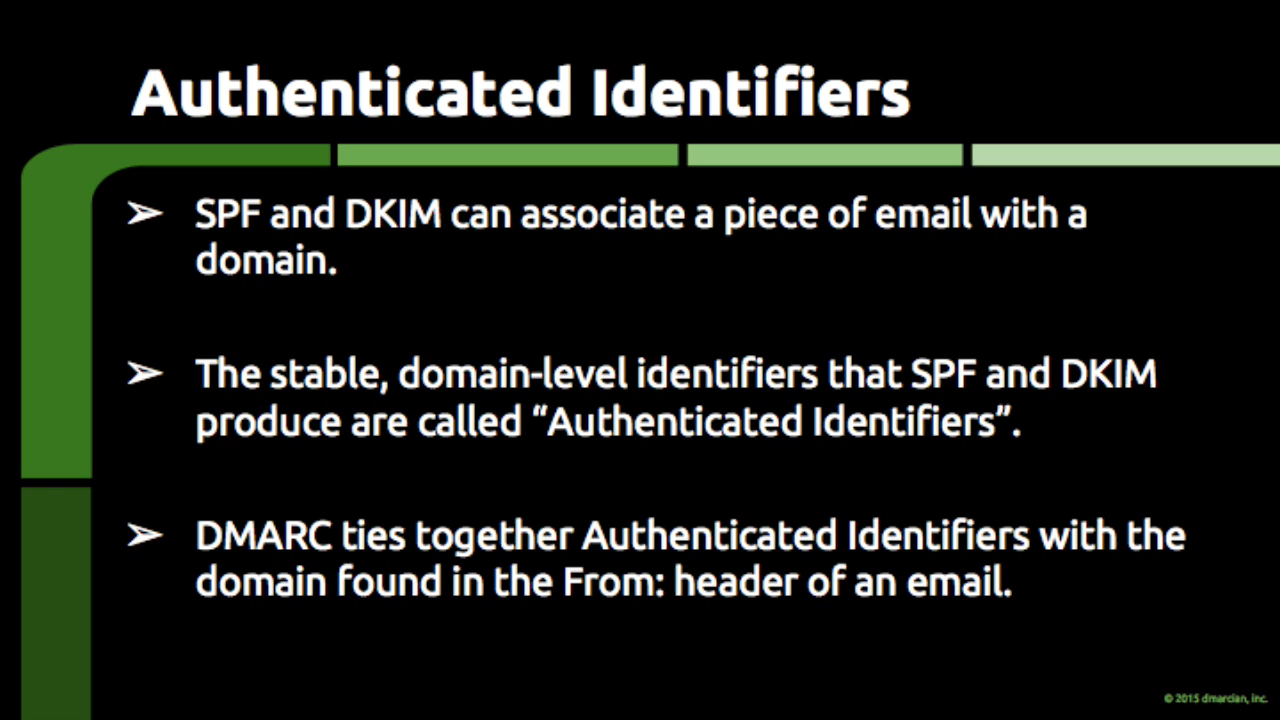 Authenticated Identifiers
➢ SPF and DKIM can associate a piece of email with a
domain.
➢ The stable, domain-level identifiers that SPF and DKIM
produce are called “Authenticated Identifiers”.
➢ DMARC ties together Authenticated Identifiers with the
domain found in the From: header of an email.
© 2015 dmarcian, inc.